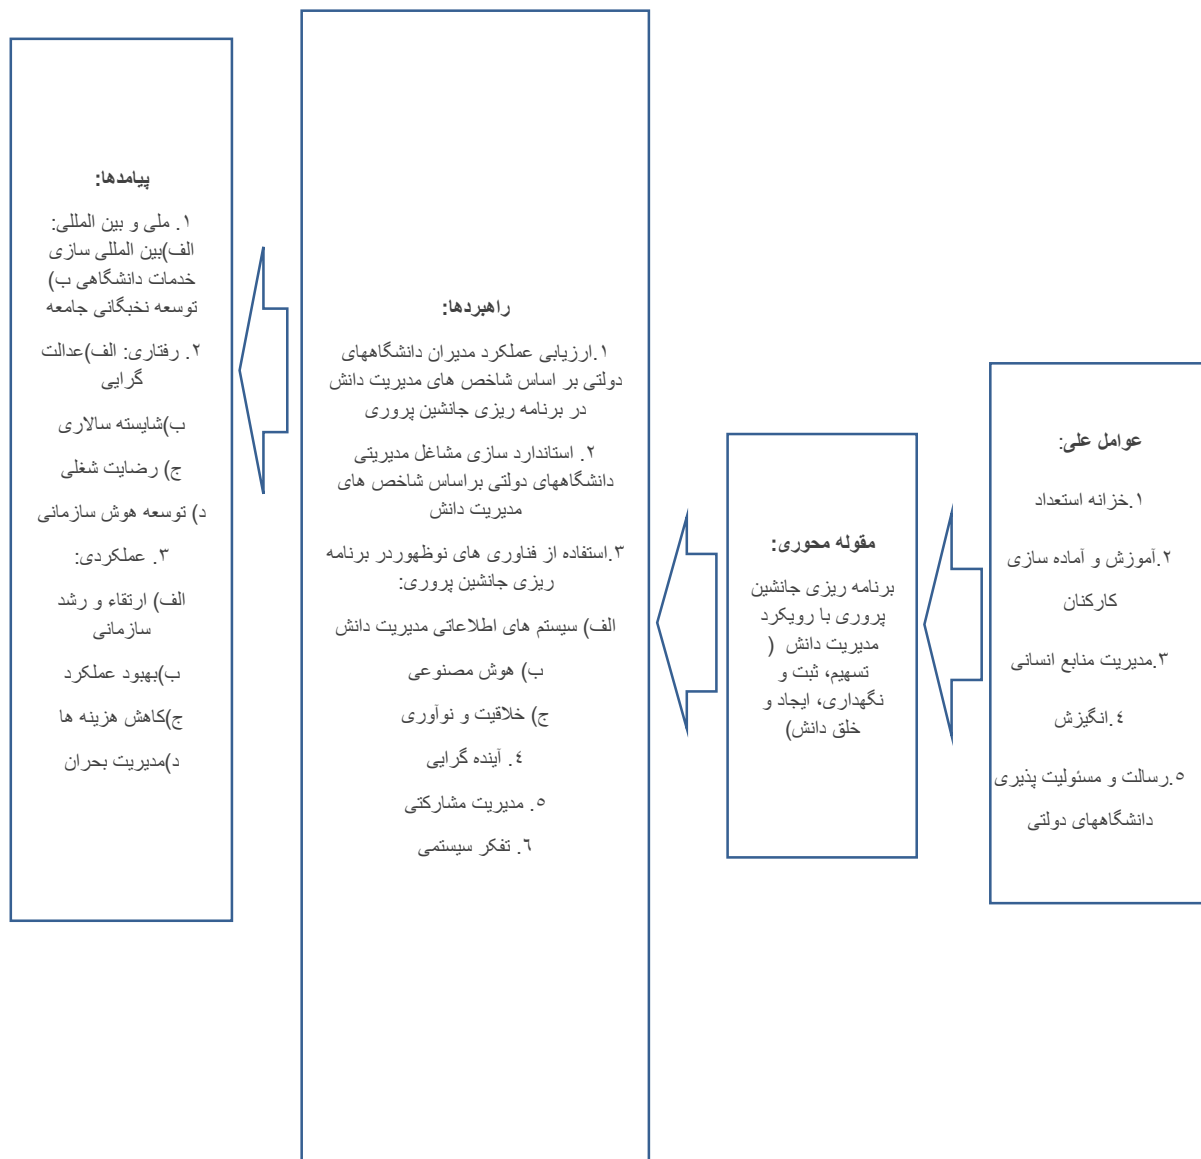 عوامل علی:
۱.خزانه استعداد
۲.آموزش و آماده سازی
کارکنان
۳.مدیریت منابع انسانی
٤.انگیزش
٥.رسالت و مسئولیت پذیری
دانشگاههای دولتی
مقوله محوری:
برنامه ریزی جانشین
پروری با رویکرد
مدیریت دانش (
تسهیم، ثبت و
نگهداری، ایجاد و
خلق دانش)
راهبردها:
۱.ارزیابی عملکرد مدیران دانشگاههای
دولتی بر اساس شاخص های مدیریت دانش
در برنامه ریزی جانشین پروری
۲. استاندارد سازی مشاغل مدیریتی
دانشگاههای دولتی براساس شاخص های
مدیریت دانش
۳.استفاده از فناوری های نوظهوردر برنامه
ریزی جانشین پروری:
الف) سیستم های اطلاعاتی مدیریت دانش
ب) هوش مصنوعی
ج) خلاقیت و نوآوری
٤. آینده گرایی
٥. مدیریت مشارکتی
٦. تفکر سیستمی
پیامدها:
۱. ملی و بین المللی:
الف)بین المللی سازی
خدمات دانشگاهی ب)
توسعه نخبگانی جامعه
۲. رفتاری: الف)عدالت
گرایی
ب)شایسته سالاری
ج) رضایت شغلی
د) توسعه هوش سازمانی
۳. عملکردی:
الف) ارتقاء و رشد
سازمانی
ب)بهبود عملکرد
ج)کاهش هزینه ها
د)مدیریت بحران